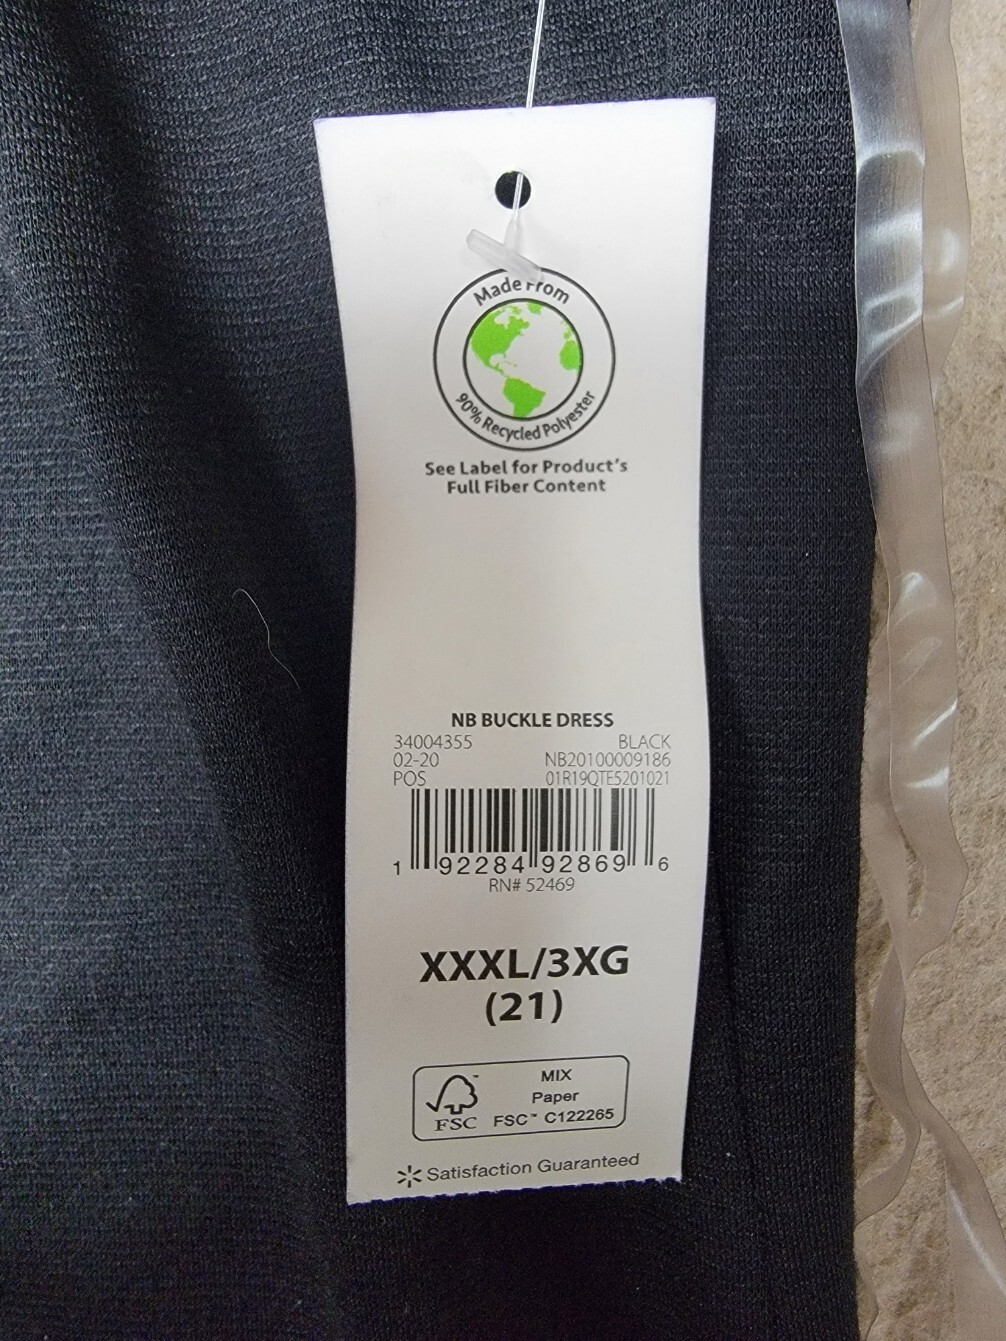 Made From
90% Recycled Polyester
See Label for Product's
Full Fiber Content
NB BUCKLE DRESS
34004355 BLACK
02-20 NB20100009186
POS 01R19QTE5201021
1 92284 92869 6
RN# 52469
XXXL/3XG
(21)
MIX
Paper
FSC™ C122265
FSC
Satisfaction Guaranteed